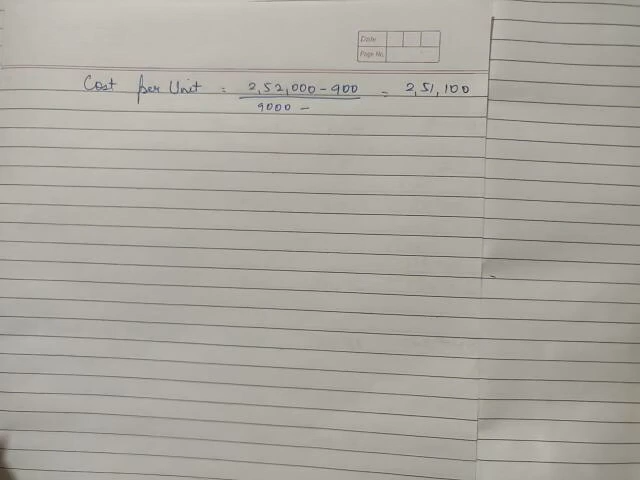 Date
Page No.
Cost per Unit = 2,52,000 - 900 = 2,51,100
9000 -